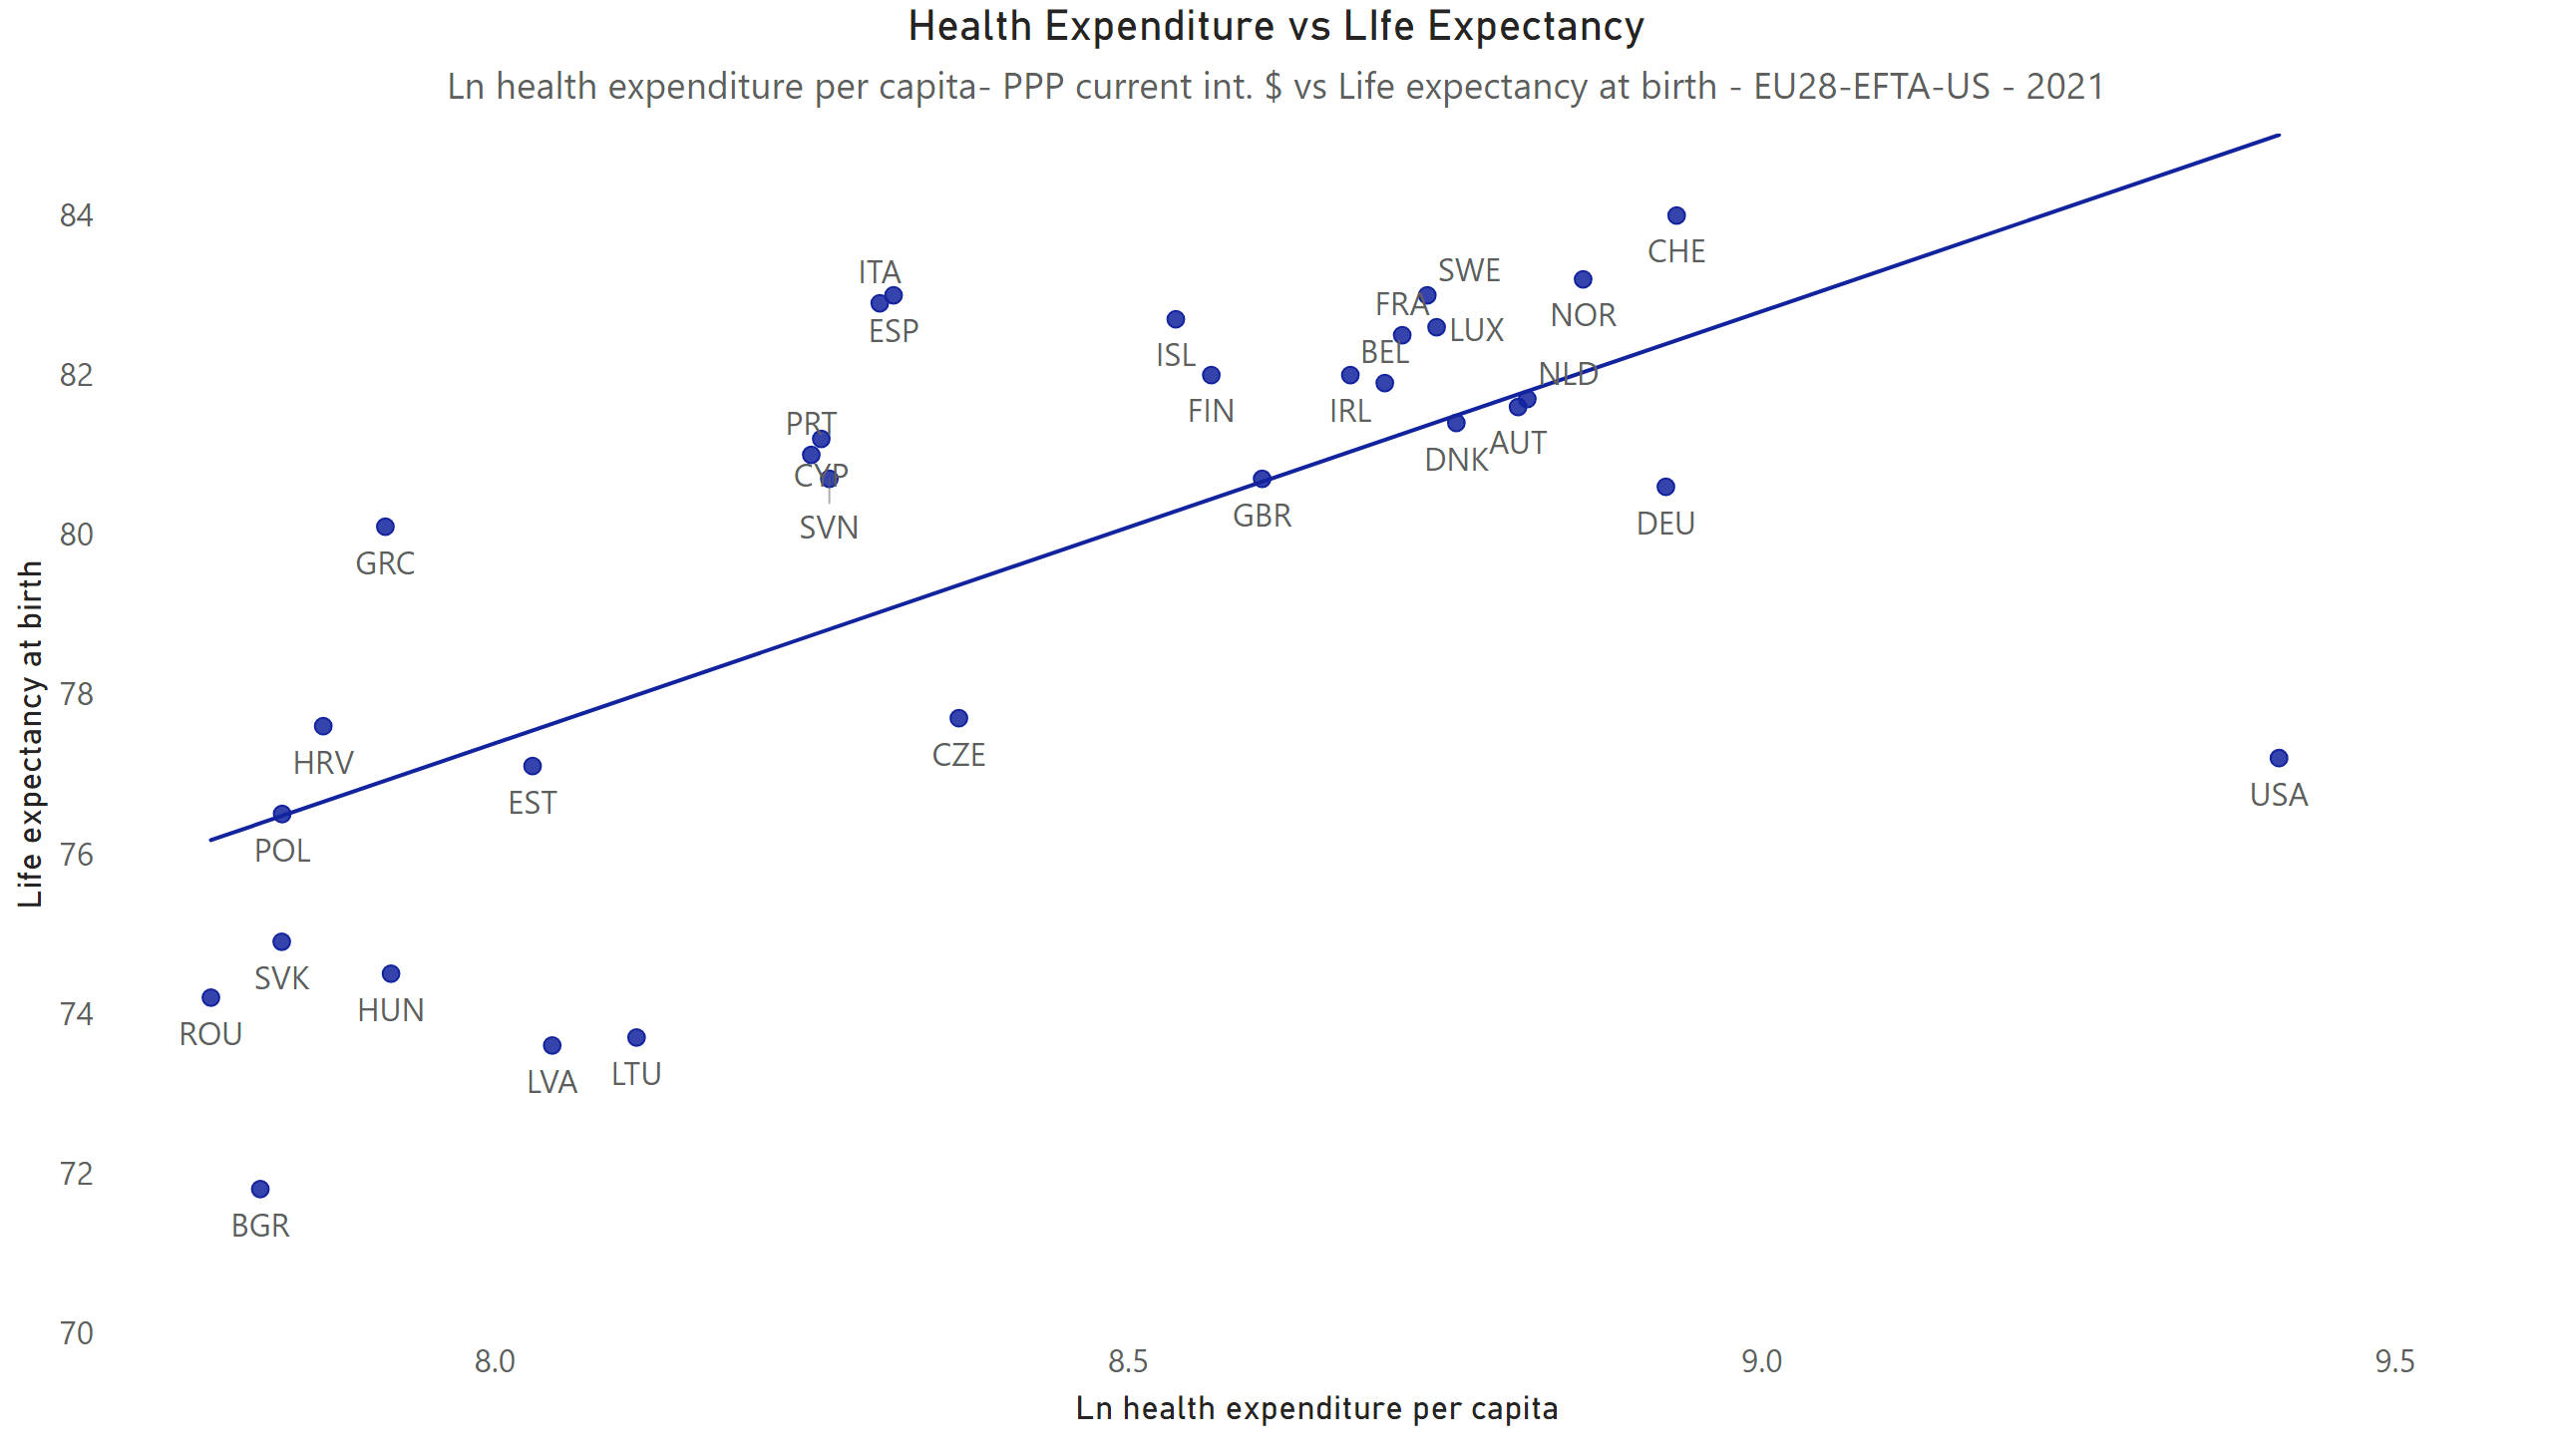 Health Expenditure vs LIfe Expectancy
Ln health expenditure per capita- PPP current int. $ vs Life expectancy at birth - EU28-EFTA-US - 2021
84
CHE
ITA
SWE
FRA
NOR
ESP
LUX
ISL
BEL
82
NLD
FIN
IRL
PRT
AUT
DNK
CYP
GBR
DEU
SVN
80
GRC
Life expectancy at birth
78
CZE
HRV
USA
EST
76
POL
SVK
74
HUN
ROU
LTU
LVA
72
BGR
70
8.0
8.5
9.0
9.5
Ln health expenditure per capita